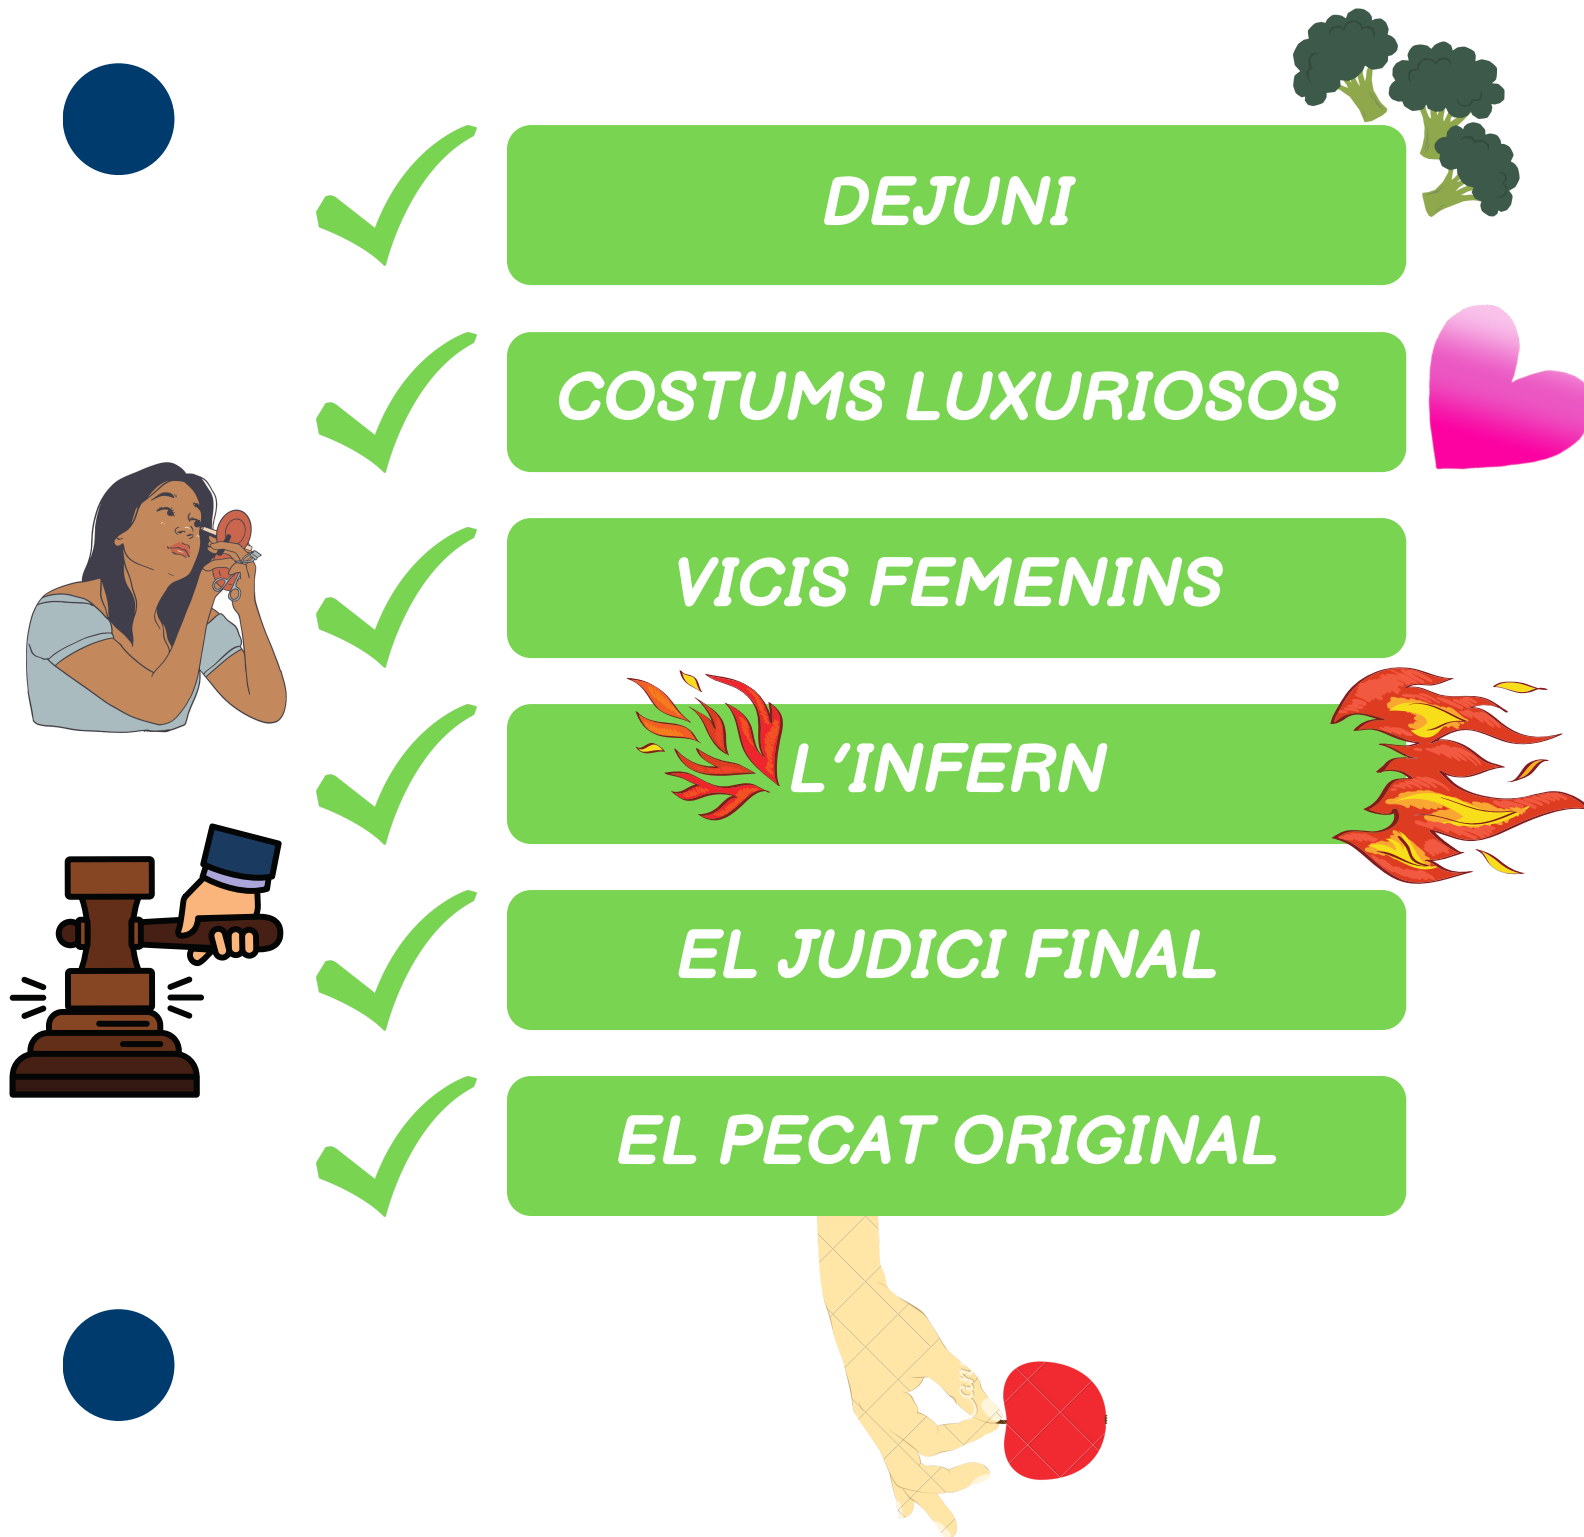 DEJUNI
COSTUMS LUXURIOSOS
VICIS FEMENINS
L'INFERN
EL JUDICI FINAL
EL PECAT ORIGINAL